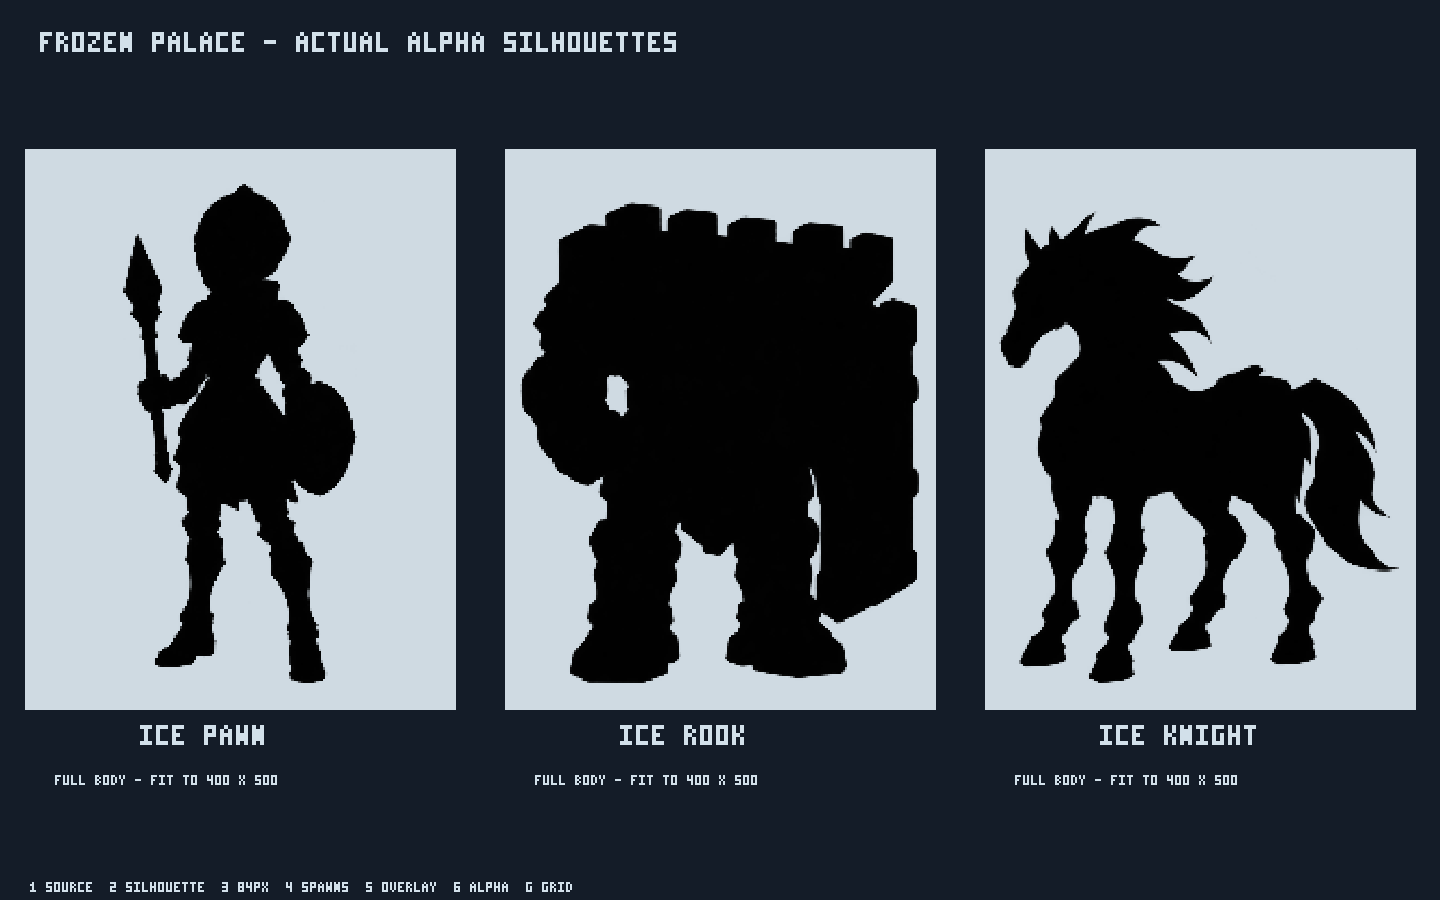 FROZEN PALACE - ACTUAL ALPHA SILHOUETTES
ICE PAWN
ICE ROOK
ICE KNIGHT
FULL BODY - FIT TO 400 X 500
FULL BODY - FIT TO 400 X 500
FULL BODY - FIT TO 400 X 500
1 SOURCE 2 SILHOUETTE 3 84PX 4 SPAWNS 5 OVERLAY 6 ALPHA G GRID